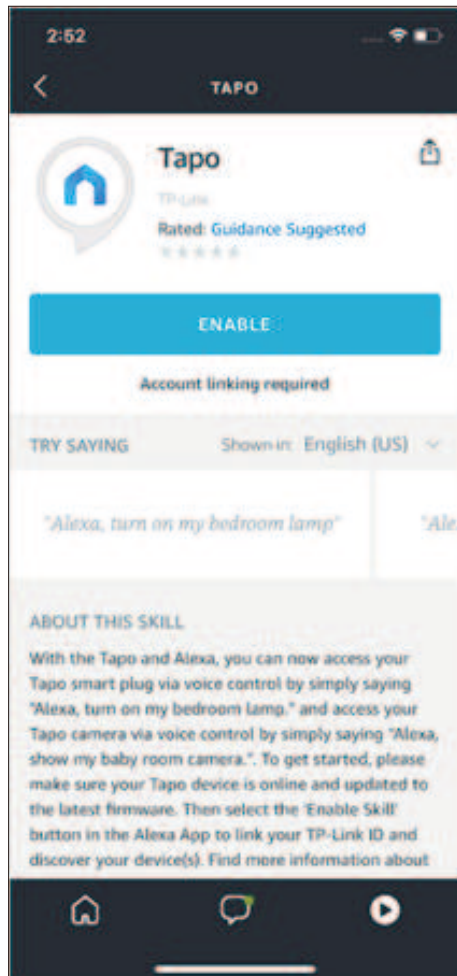 2:52
TAPO
Tapo
TP-Link
Rated: Guidance Suggested
ENABLE
Account linking required
TRY SAYING
Shown in: English (US)
"Alexa, turn on my bedroom lamp"
"Ale
ABOUT THIS SKILL
With the Tapo and Alexa, you can now access your
Tapo smart plug via voice control by simply saying
"Alexa, turn on my bedroom lamp." and access your
Tapo camera via voice control by simply saying "Alexa,
show my baby room camera.". To get started, please
make sure your Tapo device is online and updated to
the latest firmware. Then select the 'Enable Skill'
button in the Alexa App to link your TP-Link ID and
discover your device(s). Find more information about